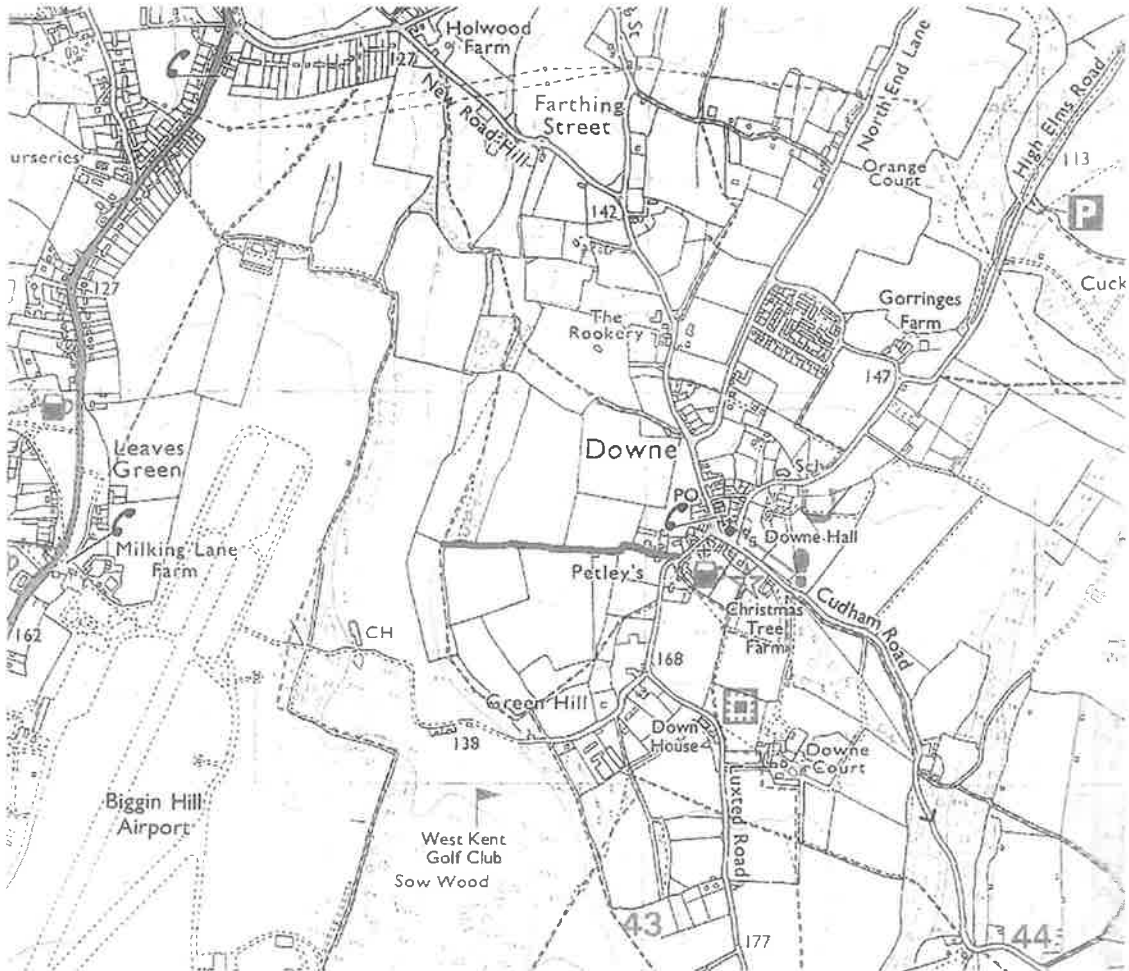 Holwood
Farm
127
New Road Hill
Farthing
Street
North End Lane
High Elms Road
113
Orange
Court
P
urseries
142
127
Cuck
Gorringes
Farm
The
Rookery
147
Leaves
Green
Downe
Sch
PO
Downe Hall
Milking Lane
Farm
Petley's
Cudham Road
Christmas
Tree
Farm
162
CH
168
Green Hill
138
Down
House
Downe
Court
Luxted Road
Biggin Hill
Airport
West Kent
Golf Club
Sow Wood
43
177
44